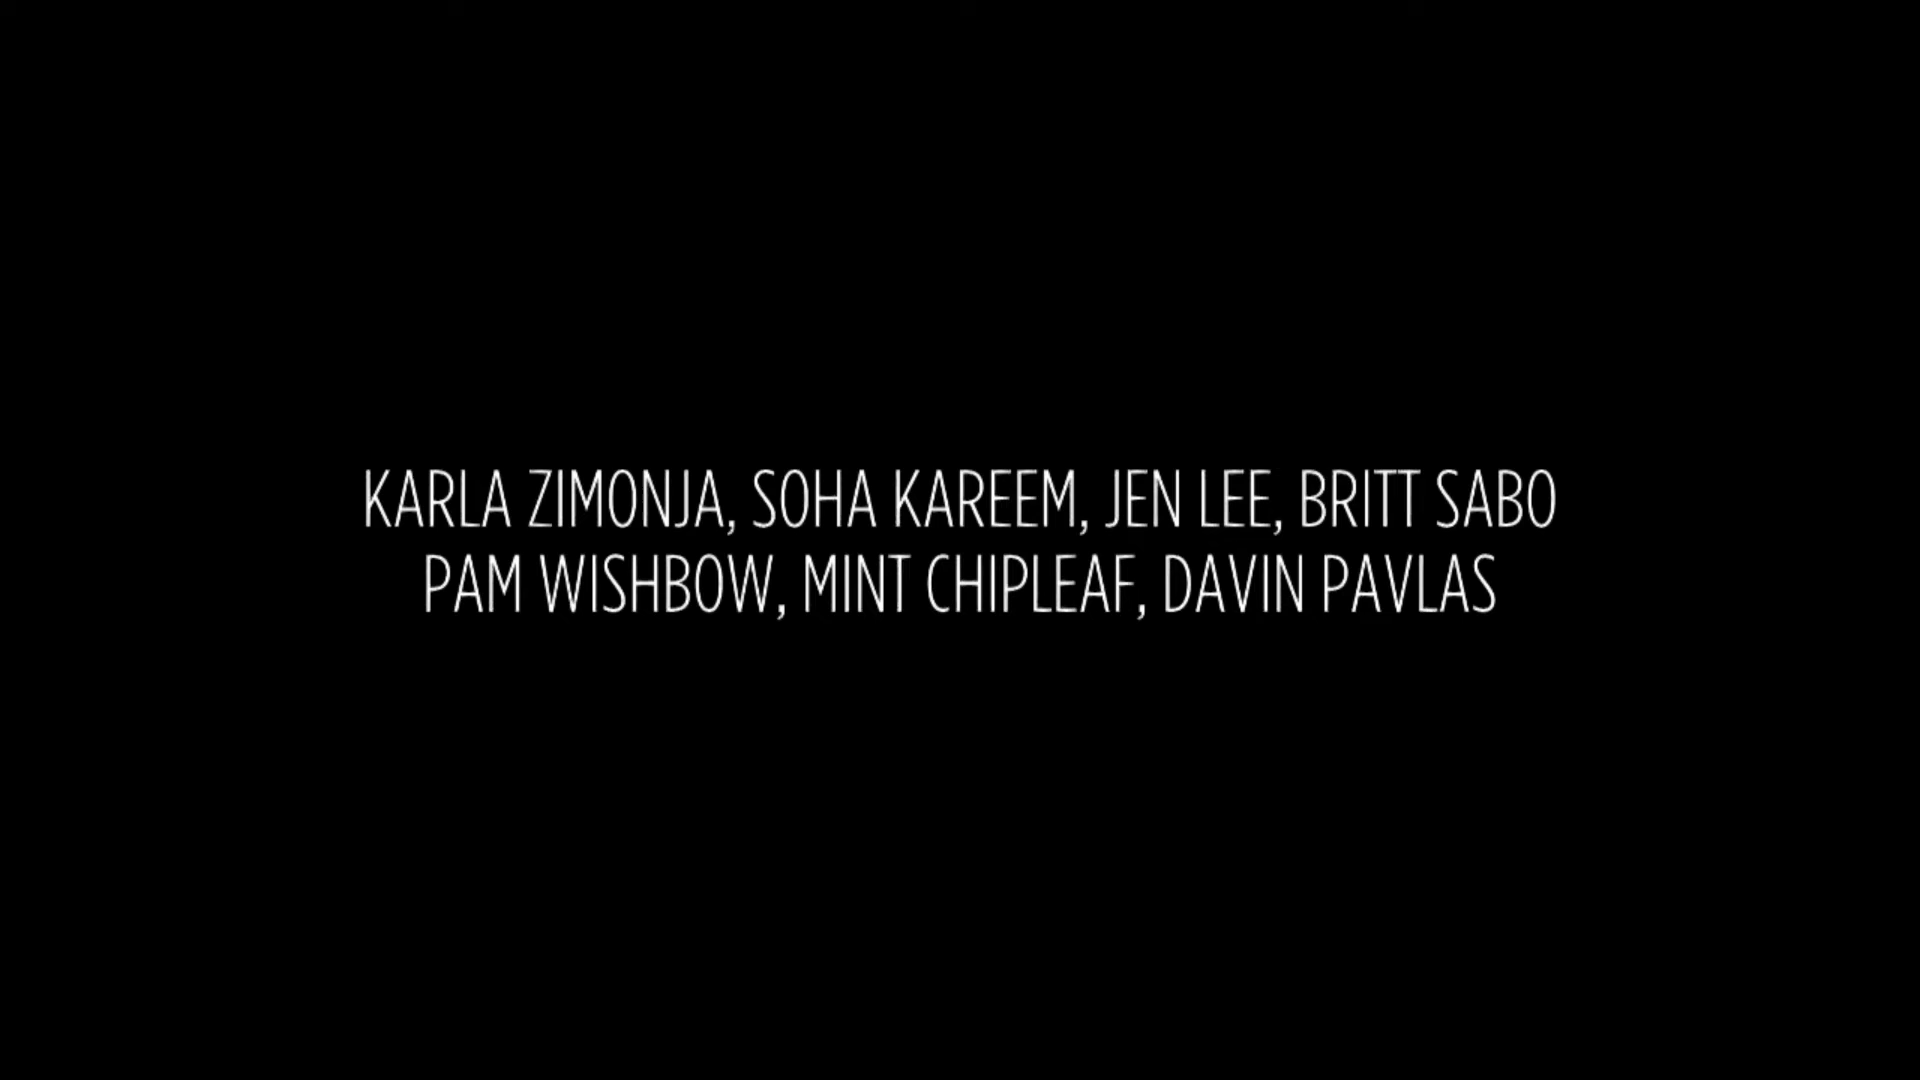 KARLA ZIMONJA, SOHA KAREEM, JEN LEE, BRITT SABO
PAM WISHBOW, MINT CHIPLEAF, DAVIN PAVLAS